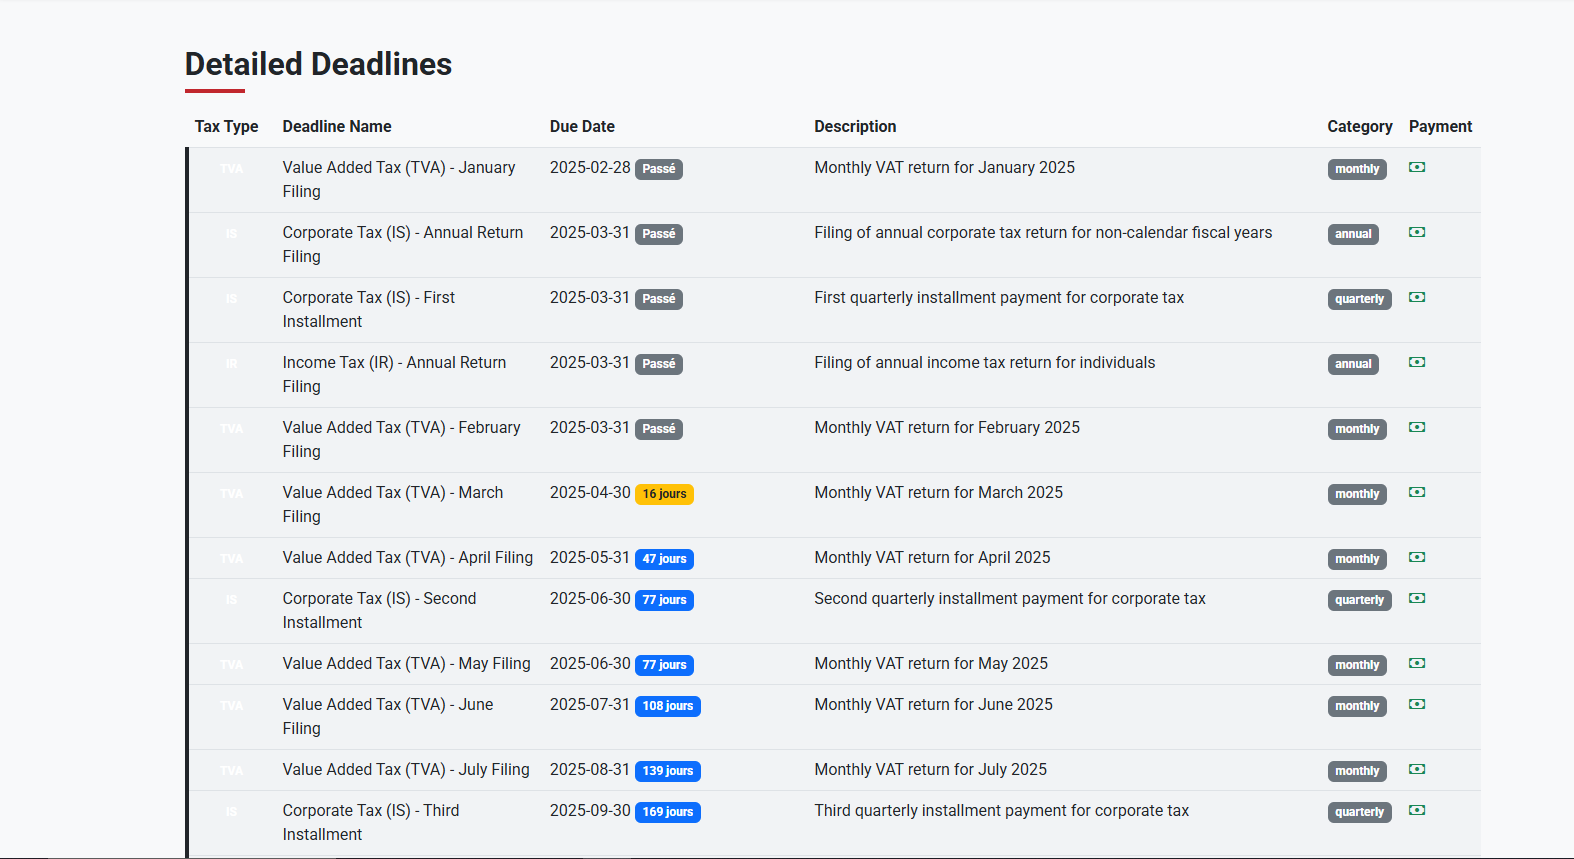 Detailed Deadlines
Tax Type Deadline Name Due Date Description Category Payment
TVA Value Added Tax (TVA) - January 2025-02-28 Passé Monthly VAT return for January 2025 monthly
Filing
IS Corporate Tax (IS) - Annual Return 2025-03-31 Passé Filing of annual corporate tax return for non-calendar fiscal years annual
Filing
IS Corporate Tax (IS) - First 2025-03-31 Passé First quarterly installment payment for corporate tax quarterly
Installment
IR Income Tax (IR) - Annual Return 2025-03-31 Passé Filing of annual income tax return for individuals annual
Filing
TVA Value Added Tax (TVA) - February 2025-03-31 Passé Monthly VAT return for February 2025 monthly
Filing
TVA Value Added Tax (TVA) - March 2025-04-30 16 jours Monthly VAT return for March 2025 monthly
Filing
TVA Value Added Tax (TVA) - April Filing 2025-05-31 47 jours Monthly VAT return for April 2025 monthly
IS Corporate Tax (IS) - Second 2025-06-30 77 jours Second quarterly installment payment for corporate tax quarterly
Installment
TVA Value Added Tax (TVA) - May Filing 2025-06-30 77 jours Monthly VAT return for May 2025 monthly
TVA Value Added Tax (TVA) - June 2025-07-31 108 jours Monthly VAT return for June 2025 monthly
Filing
TVA Value Added Tax (TVA) - July Filing 2025-08-31 139 jours Monthly VAT return for July 2025 monthly
IS Corporate Tax (IS) - Third 2025-09-30 169 jours Third quarterly installment payment for corporate tax quarterly
Installment